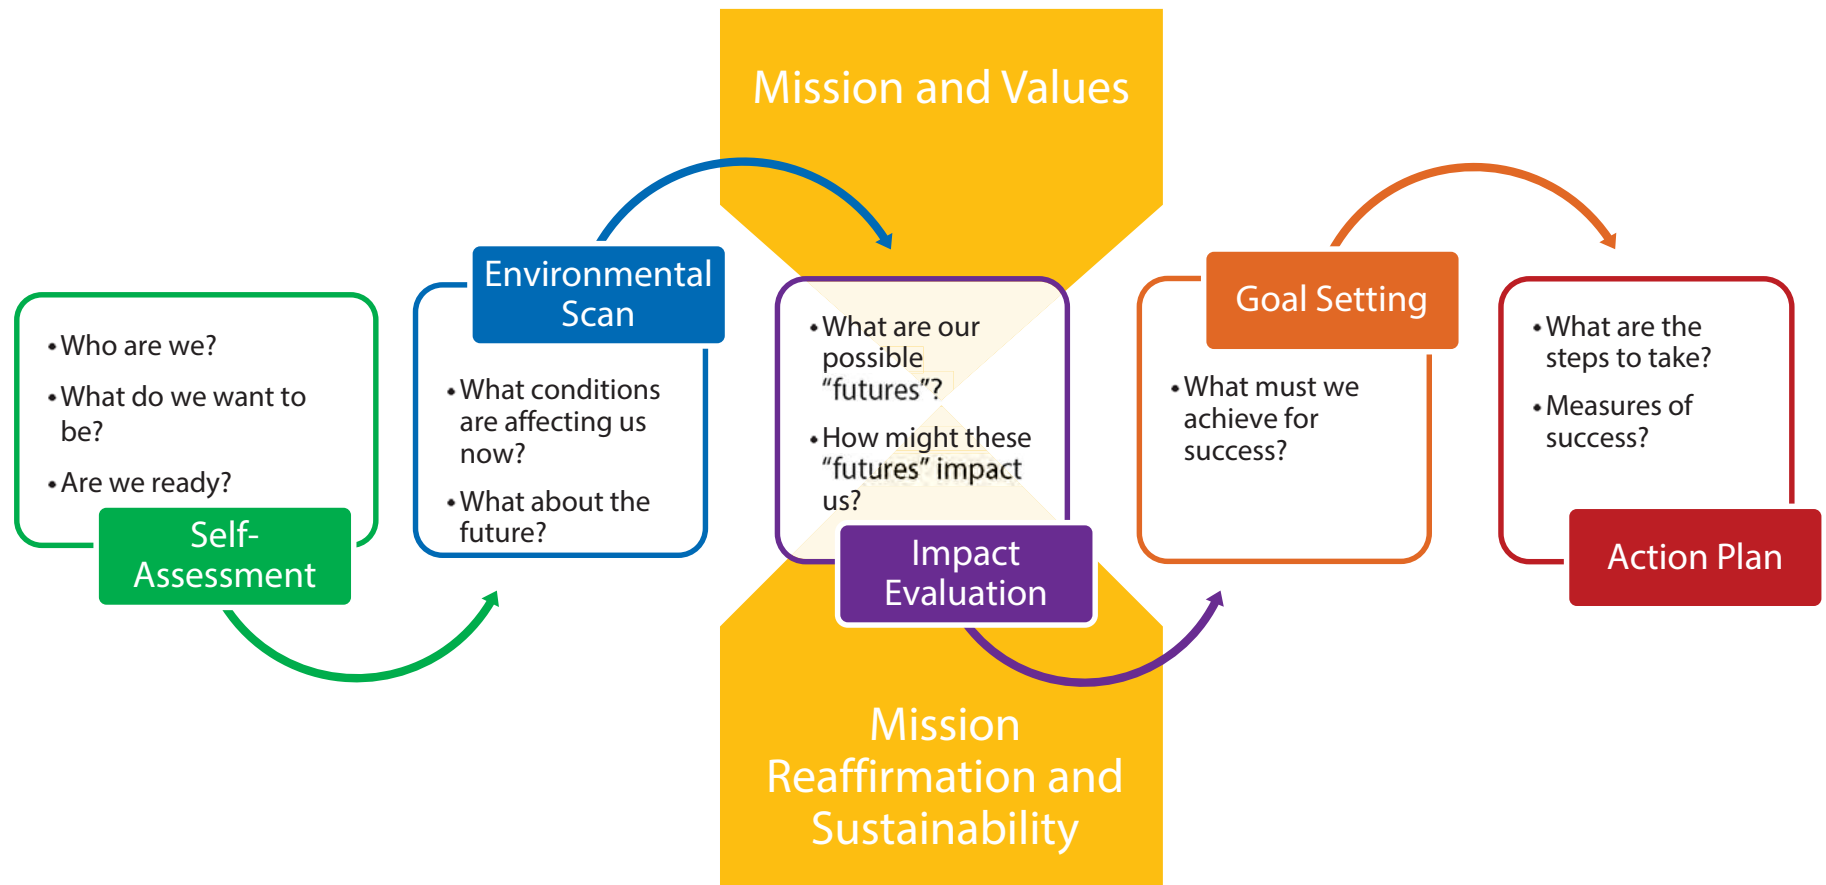 Mission and Values
• Who are we?
• What do we want to
be?
• Are we ready?
Self-
Assessment
Environmental
Scan
• What conditions
are affecting us
now?
• What about the
future?
• What are our
possible
“futures”?
• How might these
“futures” impact
us?
Impact
Evaluation
Goal Setting
• What must we
achieve for
success?
• What are the
steps to take?
• Measures of
success?
Action Plan
Mission
Reaffirmation and
Sustainability